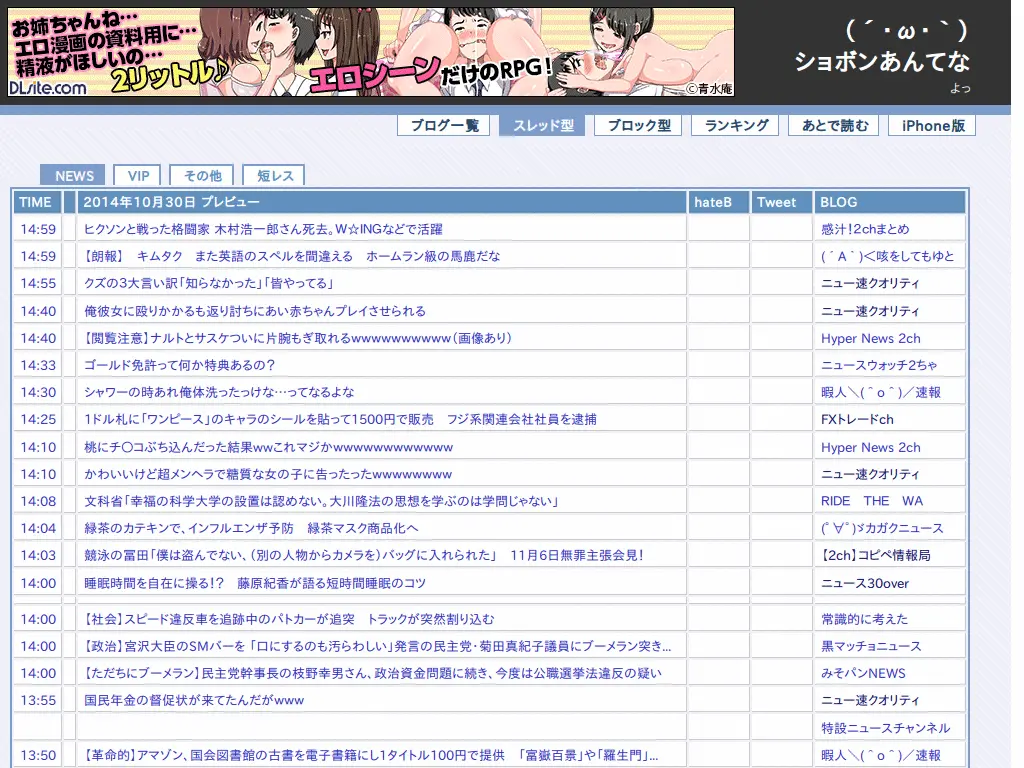 お姉ちゃんね…
エロ漫画の資料用に…
精液がほしいの…
2リットル♪
エロシーンだけのRPG!
DLsite.com
©青水庵
(´・ω・｀)
ショボンあんてな
よっ
ブログ一覧 スレッド型 ブロック型 ランキング あとで読む iPhone版
NEWS VIP その他 短レス
TIME 2014年10月30日 プレビュー hateB Tweet BLOG
14:59 ヒクソンと戦った格闘家 木村浩一郎さん死去。W☆INGなどで活躍 感汁！2chまとめ
14:59 【朗報】 キムタク また英語のスペルを間違える ホームラン級の馬鹿だな (´A｀)＜咳をしてもゆと
14:55 クズの3大言い訳「知らなかった」「皆やってる」 ニュー速クオリティ
14:40 俺彼女に殴りかかるも返り討ちにあい赤ちゃんプレイさせられる ニュー速クオリティ
14:40 【閲覧注意】ナルトとサスケついに片腕もぎ取れるwwwwwwwwww（画像あり） Hyper News 2ch
14:33 ゴールド免許って何か特典あるの？ ニュースウォッチ2ちゃ
14:30 シャワーの時あれ俺体洗ったっけな…ってなるよな 暇人＼(＾o＾)／速報
14:25 1ドル札に「ワンピース」のキャラのシールを貼って1500円で販売 フジ系関連会社社員を逮捕 FXトレードch
14:10 桃にチ〇コぶち込んだった結果wwこれマジかwwwwwwwwwwwww Hyper News 2ch
14:10 かわいいけど超メンヘラで糖質な女の子に告ったったwwwwwwww ニュー速クオリティ
14:08 文科省「幸福の科学大学の設置は認めない。大川隆法の思想を学ぶのは学問じゃない」 RIDE THE WA
14:04 緑茶のカテキンで、インフルエンザ予防 緑茶マスク商品化へ (ﾟ∀ﾟ)ゞカガクニュース
14:03 競泳の冨田「僕は盗んでない、（別の人物からカメラを）バッグに入れられた」 11月6日無罪主張会見！ 【2ch】コピペ情報局
14:00 睡眠時間を自在に操る！？ 藤原紀香が語る短時間睡眠のコツ ニュース30over
14:00 【社会】スピード違反車を追跡中のパトカーが追突 トラックが突然割り込む 常識的に考えた
14:00 【政治】宮沢大臣のSMバーを「口にするのも汚らわしい」発言の民主党・菊田真紀子議員にブーメラン突き... 黒マッチョニュース
14:00 【ただちにブーメラン】民主党幹事長の枝野幸男さん、政治資金問題に続き、今度は公職選挙法違反の疑い みそパンNEWS
13:55 国民年金の督促状が来てたんだがwww ニュー速クオリティ
特設ニュースチャンネル
13:50 【革命的】アマゾン、国会図書館の古書を電子書籍にし1タイトル100円で提供 「富嶽百景」や「羅生門」... 暇人＼(＾o＾)／速報